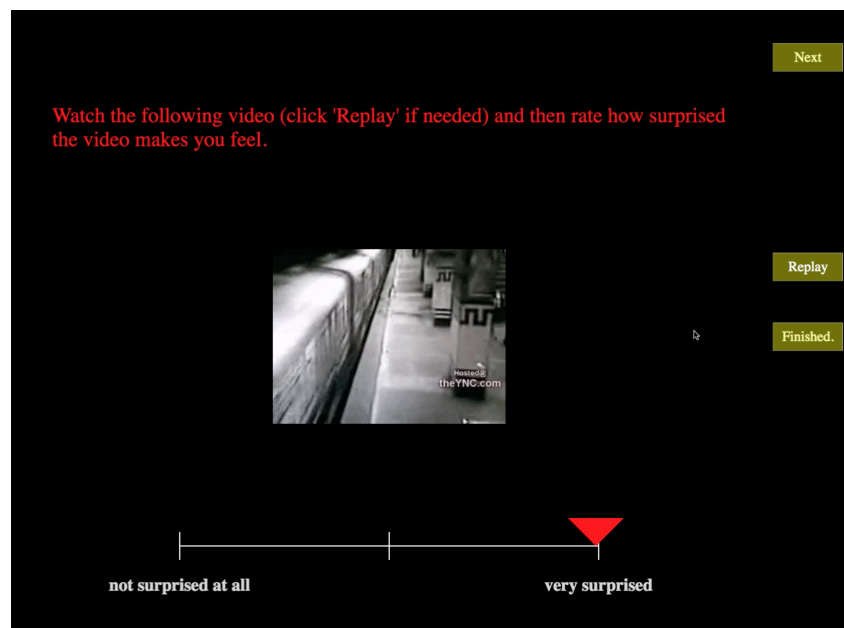 Next
Watch the following video (click 'Replay' if needed) and then rate how surprised
the video makes you feel.
Replay
Finished.
Hosted@
theYNC.com
not surprised at all
very surprised